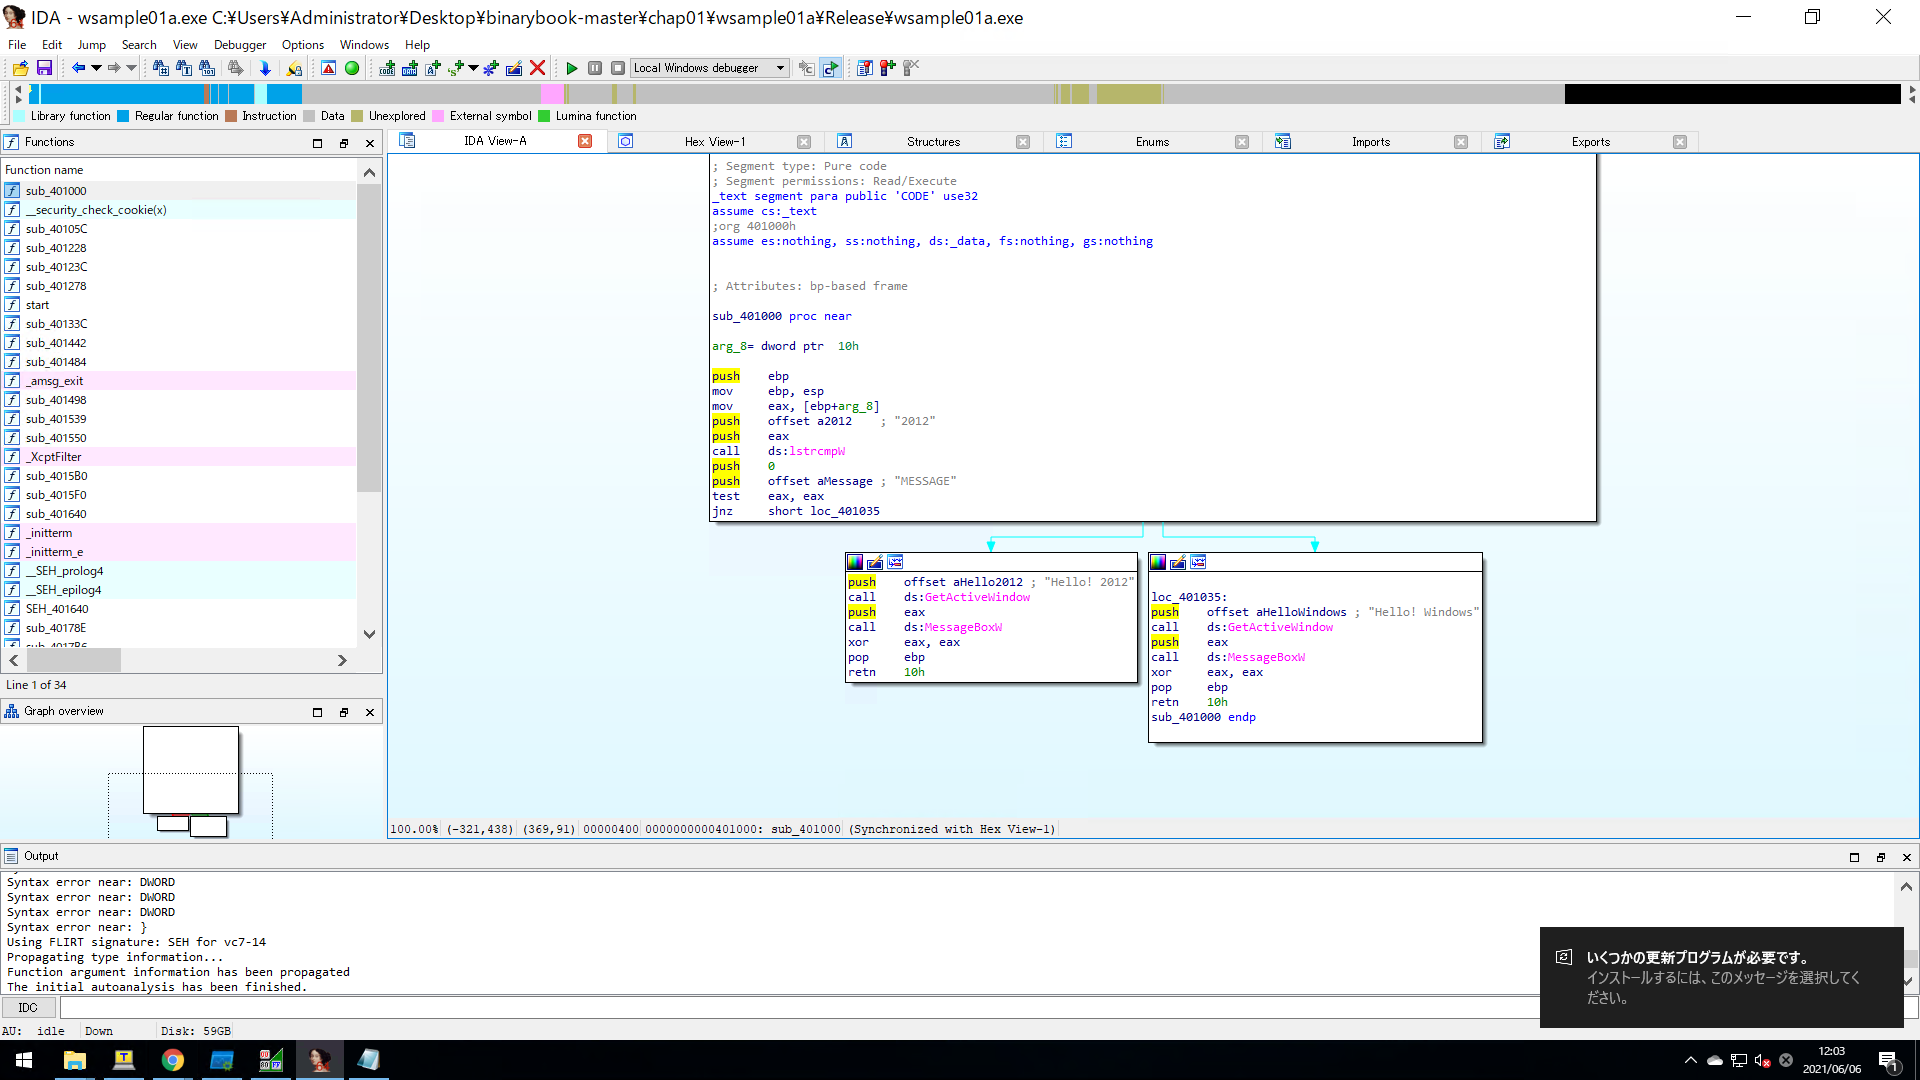 IDA - wsample01a.exe C:¥Users¥Administrator¥Desktop¥binarybook-master¥chap01¥wsample01a¥Release¥wsample01a.exe
File Edit Jump Search View Debugger Options Windows Help
Local Windows debugger
Library function Regular function Instruction Data Unexplored External symbol Lumina function
Functions
Function name
sub_401000
__security_check_cookie(x)
sub_40105C
sub_401228
sub_40123C
sub_401278
start
sub_40133C
sub_401442
sub_401484
_amsg_exit
sub_401498
sub_401539
sub_401550
_XcptFilter
sub_4015B0
sub_4015F0
sub_401640
_initterm
_initterm_e
__SEH_prolog4
__SEH_epilog4
SEH_401640
sub_40178E
Line 1 of 34
Graph overview
IDA View-A Hex View-1 Structures Enums Imports Exports
; Segment type: Pure code
; Segment permissions: Read/Execute
_text segment para public 'CODE' use32
assume cs:_text
;org 401000h
assume es:nothing, ss:nothing, ds:_data, fs:nothing, gs:nothing
; Attributes: bp-based frame
sub_401000 proc near
arg_8= dword ptr  10h
push    ebp
mov     ebp, esp
mov     eax, [ebp+arg_8]
push    offset a2012    ; "2012"
push    eax
call    ds:lstrcmpW
push    0
push    offset aMessage ; "MESSAGE"
test    eax, eax
jnz     short loc_401035
push    offset aHello2012 ; "Hello! 2012"
call    ds:GetActiveWindow
push    eax
call    ds:MessageBoxW
xor     eax, eax
pop     ebp
retn    10h
loc_401035:
push    offset aHelloWindows ; "Hello! Windows"
call    ds:GetActiveWindow
push    eax
call    ds:MessageBoxW
xor     eax, eax
pop     ebp
retn    10h
sub_401000 endp
100.00% (-321,438) (369,91) 00000400 0000000000401000: sub_401000 (Synchronized with Hex View-1)
Output
Syntax error near: DWORD
Syntax error near: DWORD
Syntax error near: DWORD
Syntax error near: }
Using FLIRT signature: SEH for vc7-14
Propagating type information...
Function argument information has been propagated
The initial autoanalysis has been finished.
IDC
AU: idle Down Disk: 59GB
いくつかの更新プログラムが必要です。
インストールするには、このメッセージを選択してく
ださい。
12:03
2021/06/06
1